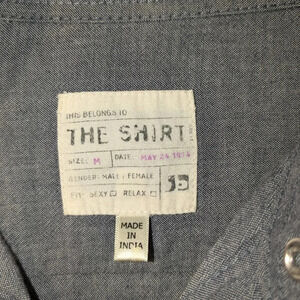 THIS BELONGS TO
THE SHIRT
SIZE: M DATE: MAY 24 1974
GENDER: MALE / FEMALE
FIT: SEXY RELAX
MADE
IN
INDIA